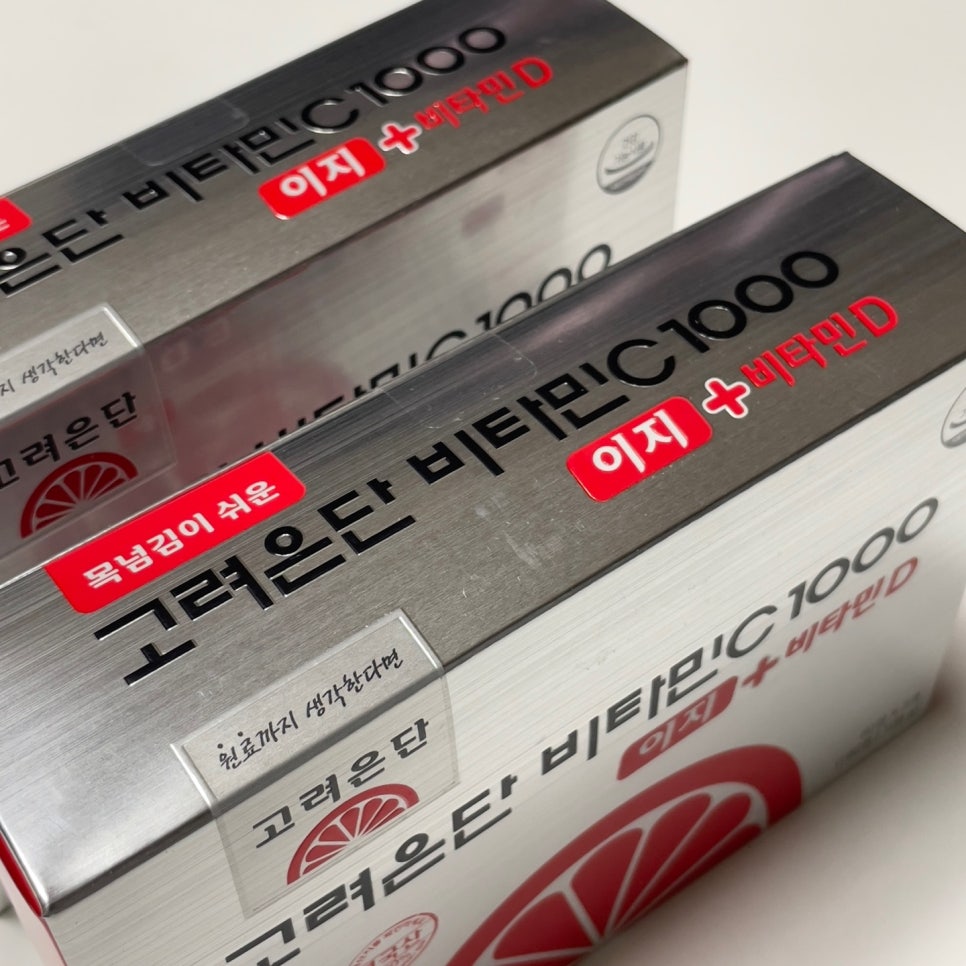 은단 비타민C1000
이지+비타민D
지 생각한다면
고려은단
목넘김이 쉬운
고려은단 비타민C1000
이지+비타민D
원료까지 생각한다면
고려은단
고려은단 비타민C1000
이지+비타민D